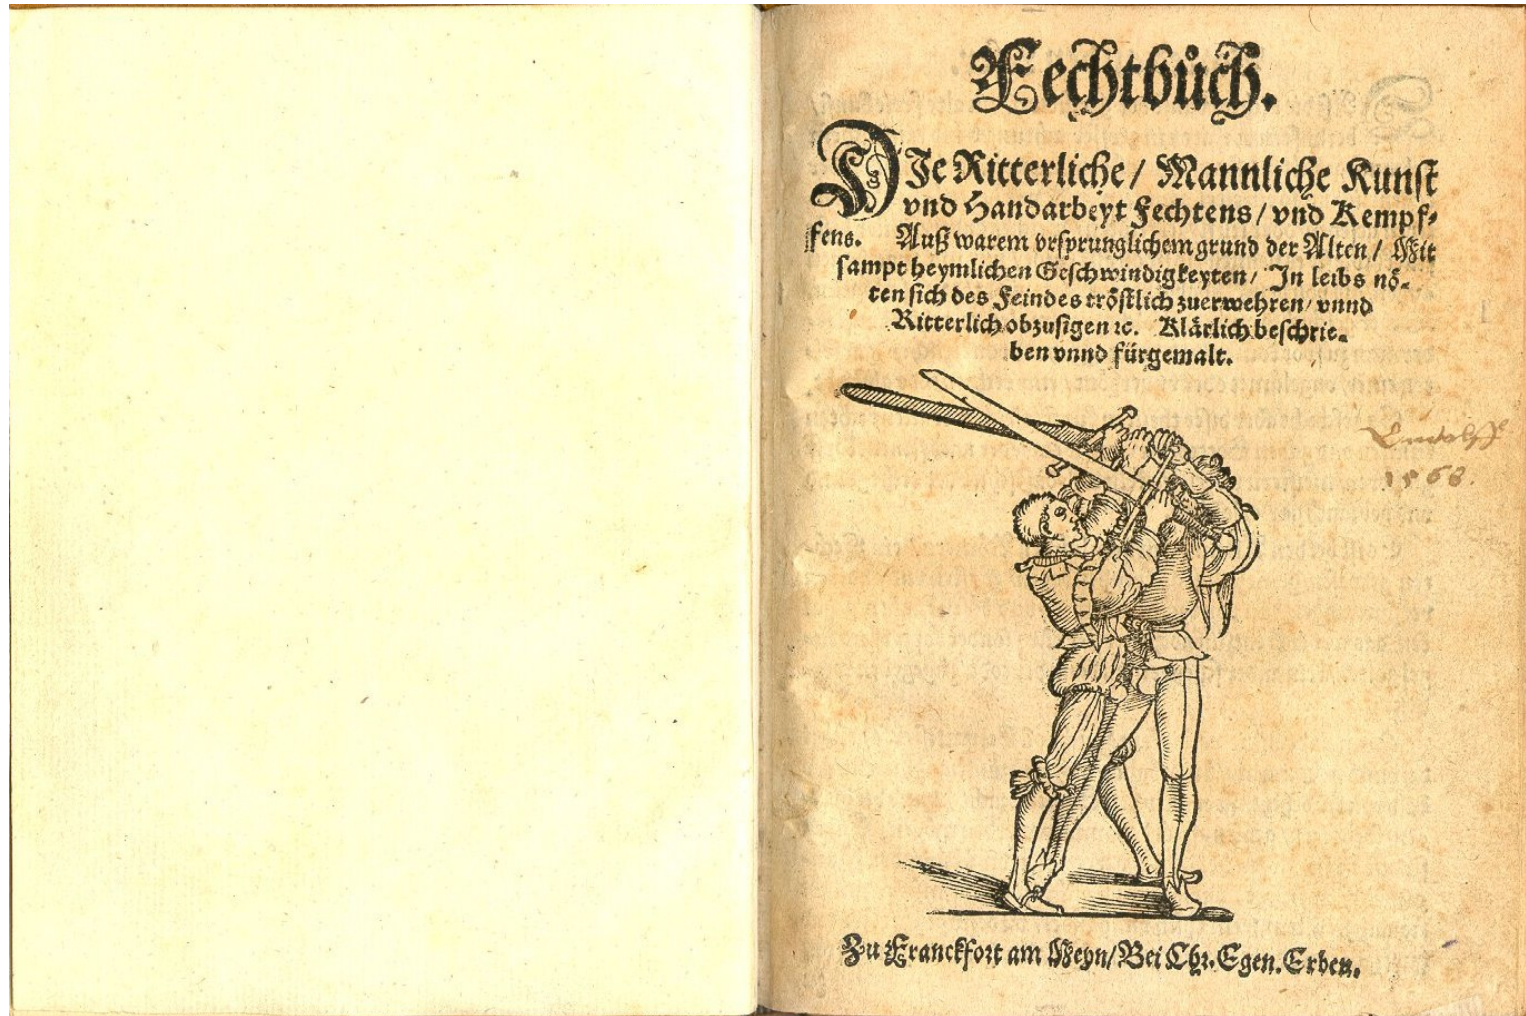 Fechtbůch.
DJe Ritterliche/ Mannliche Kunst
vnd Handarbeyt Fechtens/ vnd Kempf⸗
fens. Auß warem vrsprunglichem grund der Alten/ Mit
sampt heymlichen Geschwindigkeyten/ Jn leibs nö⸗
ten sich des Feindes tröstlich zuerwehren/ vnnd
Ritterlich obzusigen ꝛc. Klärlich beschrie⸗
ben vnnd fürgemalt.
1568.
Zu Franckfort am Meyn/ Bei Chr. Egen. Erben.